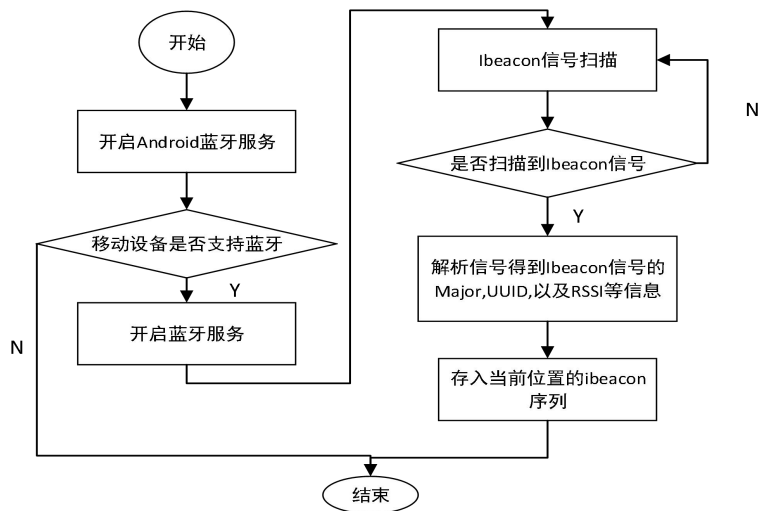 开始
开启Android蓝牙服务
移动设备是否支持蓝牙
Y
开启蓝牙服务
N
Ibeacon信号扫描
N
是否扫描到Ibeacon信号
Y
解析信号得到Ibeacon信号的
Major,UUID,以及RSSI等信息
存入当前位置的ibeacon
序列
结束